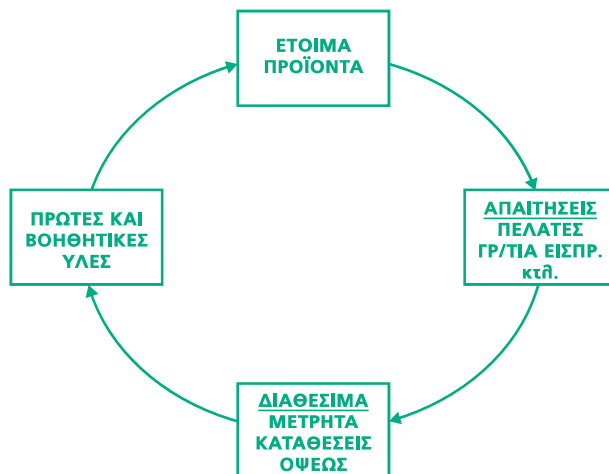 ΕΤΟΙΜΑ
ΠΡΟΪΟΝΤΑ
ΑΠΑΙΤΗΣΕΙΣ
ΠΕΛΑΤΕΣ
ΓΡ/ΤΙΑ ΕΙΣΠΡ.
κτλ.
ΔΙΑΘΕΣΙΜΑ
ΜΕΤΡΗΤΑ
ΚΑΤΑΘΕΣΕΙΣ
ΟΨΕΩΣ
ΠΡΩΤΕΣ ΚΑΙ
ΒΟΗΘΗΤΙΚΕΣ
ΥΛΕΣ